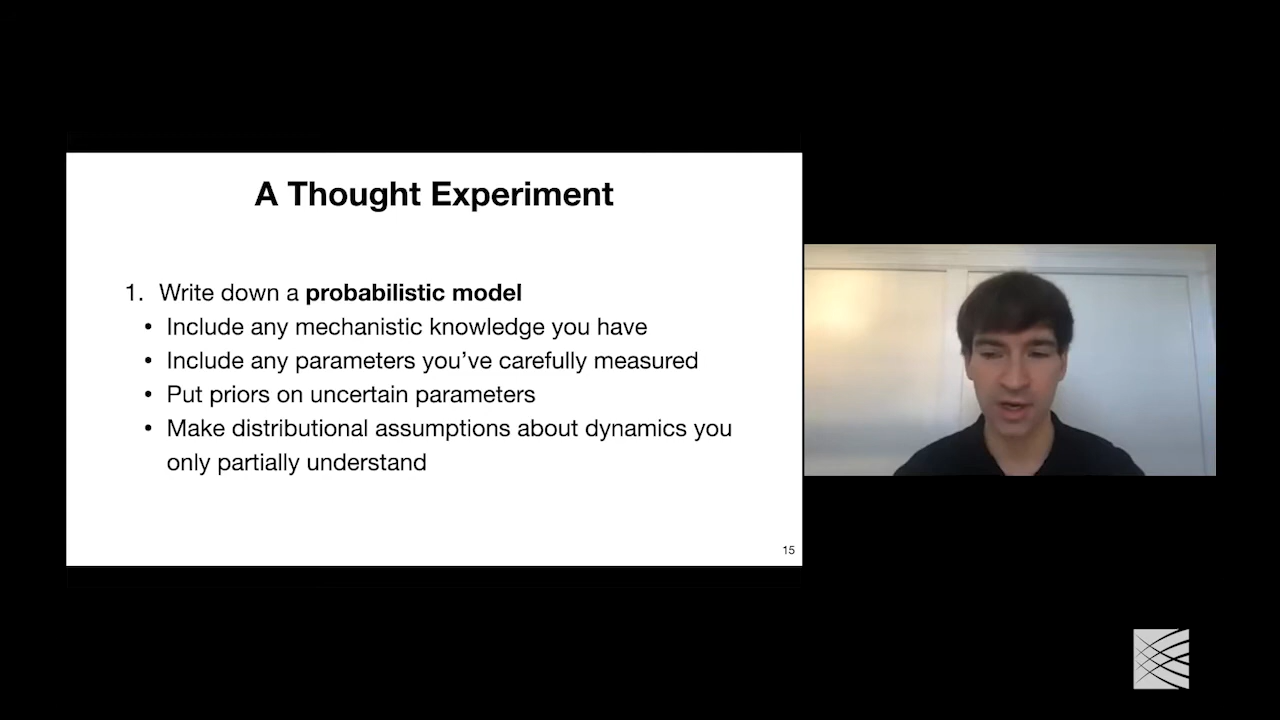 A Thought Experiment
1. Write down a probabilistic model
• Include any mechanistic knowledge you have
• Include any parameters you’ve carefully measured
• Put priors on uncertain parameters
• Make distributional assumptions about dynamics you
only partially understand
15